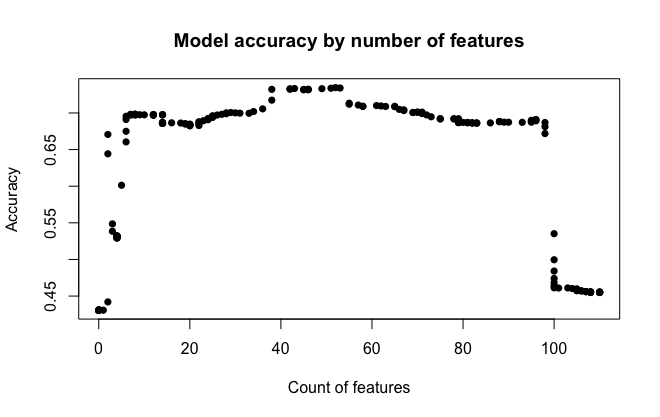 Model accuracy by number of features
Accuracy
0.65
0.55
0.45
0 20 40 60 80 100
Count of features